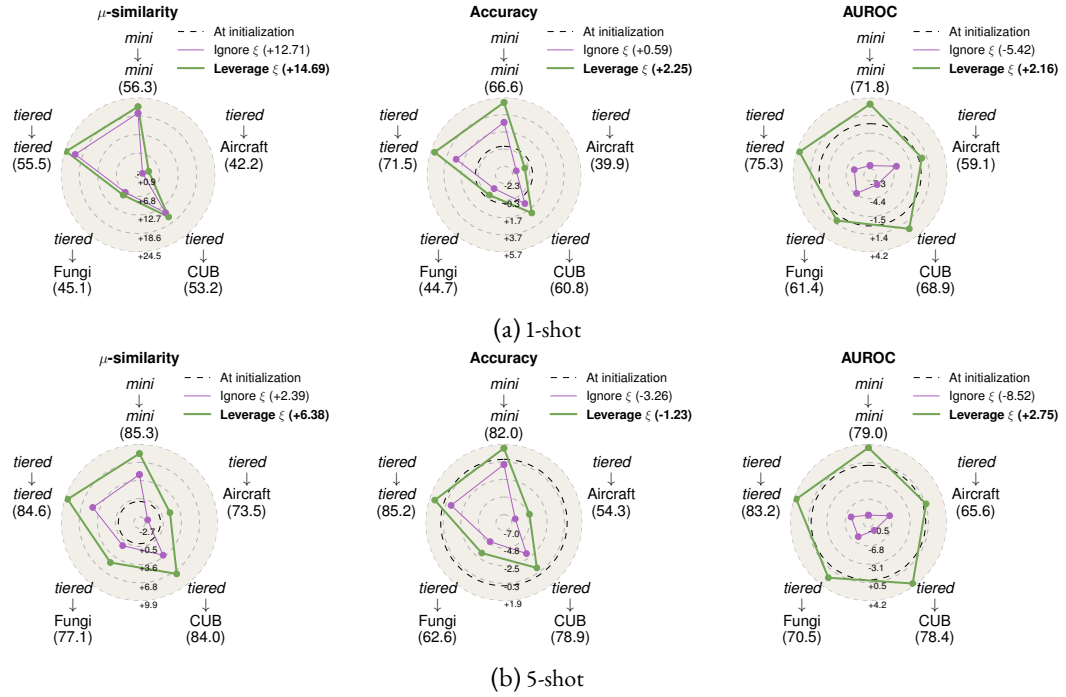 μ-similarity
At initialization
Ignore ξ (+12.71)
Leverage ξ (+14.69)
mini
↓
mini
(56.3)
tiered
↓
Aircraft
(42.2)
tiered
↓
CUB
(53.2)
tiered
↓
Fungi
(45.1)
tiered
↓
tiered
(55.5)
+0.9
+6.8
+12.7
+18.6
+24.5
Accuracy
At initialization
Ignore ξ (+0.59)
Leverage ξ (+2.25)
mini
↓
mini
(66.6)
tiered
↓
Aircraft
(39.9)
tiered
↓
CUB
(60.8)
tiered
↓
Fungi
(44.7)
tiered
↓
tiered
(71.5)
-2.3
-0.3
+1.7
+3.7
+5.7
AUROC
At initialization
Ignore ξ (-5.42)
Leverage ξ (+2.16)
mini
↓
mini
(71.8)
tiered
↓
Aircraft
(59.1)
tiered
↓
CUB
(68.9)
tiered
↓
Fungi
(61.4)
tiered
↓
tiered
(75.3)
-7.3
-4.4
-1.5
+1.4
+4.2
(a) 1-shot
μ-similarity
At initialization
Ignore ξ (+2.39)
Leverage ξ (+6.38)
mini
↓
mini
(85.3)
tiered
↓
Aircraft
(73.5)
tiered
↓
CUB
(84.0)
tiered
↓
Fungi
(77.1)
tiered
↓
tiered
(84.6)
-2.7
+0.5
+3.6
+6.8
+9.9
Accuracy
At initialization
Ignore ξ (-3.26)
Leverage ξ (-1.23)
mini
↓
mini
(82.0)
tiered
↓
Aircraft
(54.3)
tiered
↓
CUB
(78.9)
tiered
↓
Fungi
(62.6)
tiered
↓
tiered
(85.2)
-7.0
-4.8
-2.5
-0.3
+1.9
AUROC
At initialization
Ignore ξ (-8.52)
Leverage ξ (+2.75)
mini
↓
mini
(79.0)
tiered
↓
Aircraft
(65.6)
tiered
↓
CUB
(78.4)
tiered
↓
Fungi
(70.5)
tiered
↓
tiered
(83.2)
-6.8
-3.1
+0.5
+4.2
(b) 5-shot